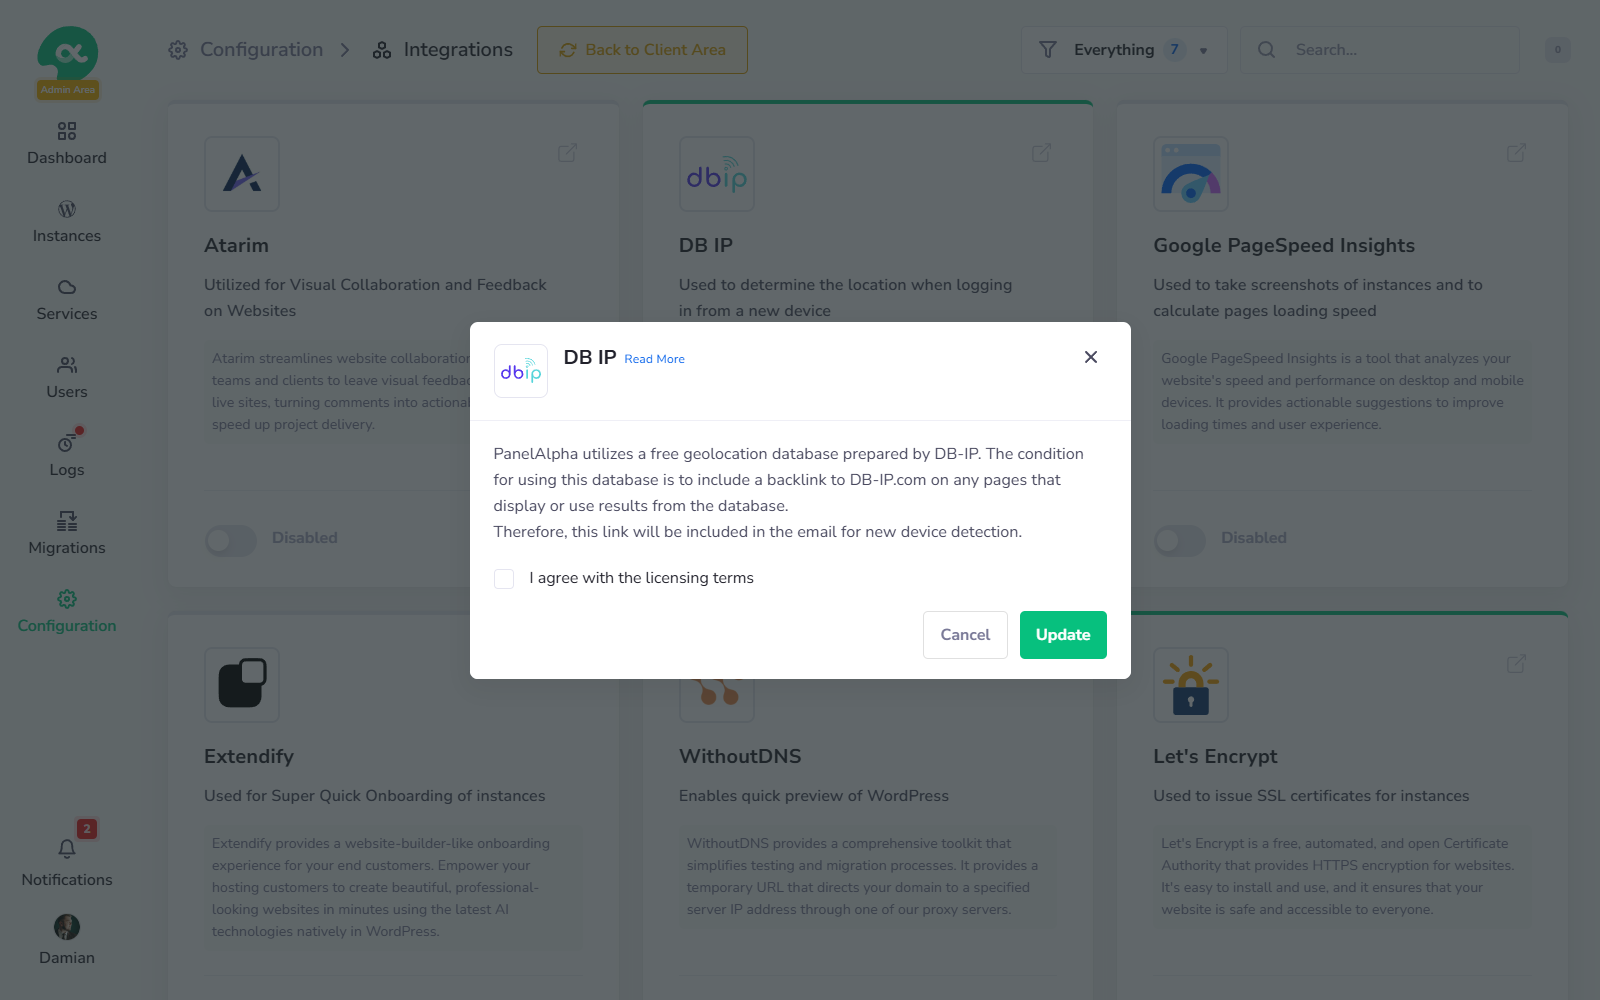 Admin Area
Configuration
Integrations
Back to Client Area
Everything 7
Search...
0
Dashboard
Instances
Services
Users
Logs
Migrations
Configuration
2
Notifications
Damian
Atarim
Utilized for Visual Collaboration and Feedback
on Websites
Atarim streamlines website collaboration
teams and clients to leave visual feedba
live sites, turning comments into actiona
speed up project delivery.
Disabled
dbip
DB IP
Used to determine the location when logging
in from a new device
Google PageSpeed Insights
Used to take screenshots of instances and to
calculate pages loading speed
Google PageSpeed Insights is a tool that analyzes your
website's speed and performance on desktop and mobile
devices. It provides actionable suggestions to improve
loading times and user experience.
Disabled
dbip
DB IP Read More
PanelAlpha utilizes a free geolocation database prepared by DB-IP. The condition
for using this database is to include a backlink to DB-IP.com on any pages that
display or use results from the database.
Therefore, this link will be included in the email for new device detection.
I agree with the licensing terms
Cancel
Update
Extendify
Used for Super Quick Onboarding of instances
Extendify provides a website-builder-like onboarding
experience for your end customers. Empower your
hosting customers to create beautiful, professional-
looking websites in minutes using the latest AI
technologies natively in WordPress.
WithoutDNS
Enables quick preview of WordPress
WithoutDNS provides a comprehensive toolkit that
simplifies testing and migration processes. It provides a
temporary URL that directs your domain to a specified
server IP address through one of our proxy servers.
Let's Encrypt
Used to issue SSL certificates for instances
Let's Encrypt is a free, automated, and open Certificate
Authority that provides HTTPS encryption for websites.
It's easy to install and use, and it ensures that your
website is safe and accessible to everyone.